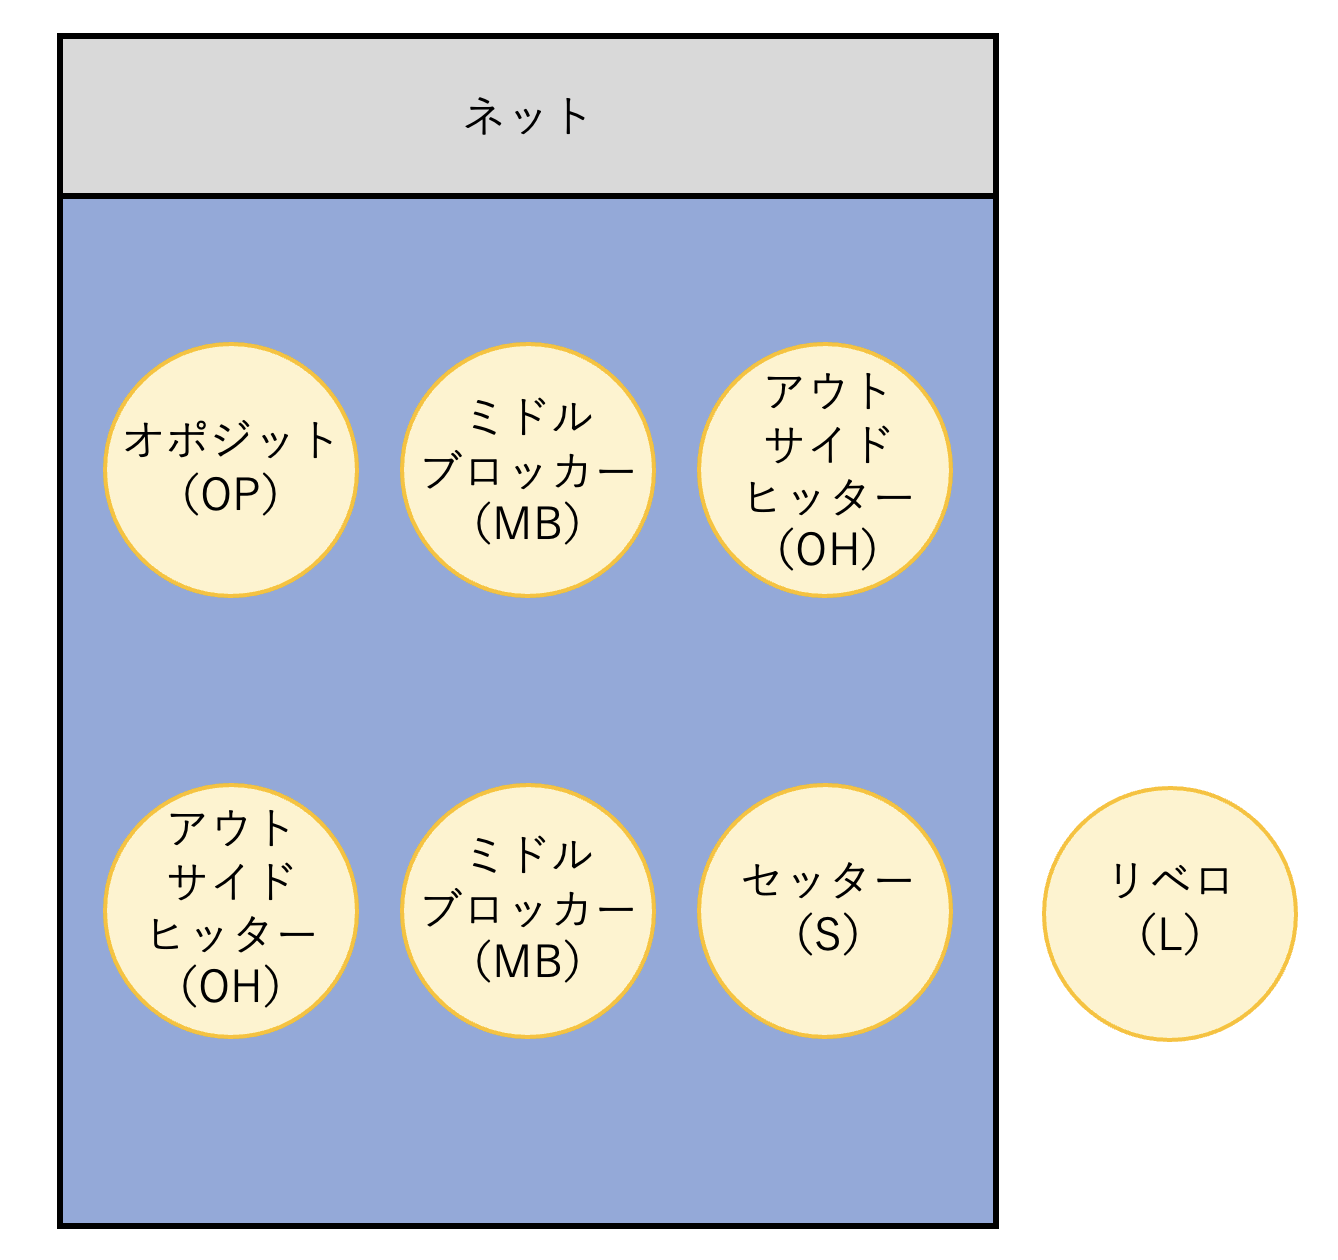 ネット
オポジット
(OP)
ミドル
ブロッカー
(MB)
アウト
サイド
ヒッター
(OH)
アウト
サイド
ヒッター
(OH)
ミドル
ブロッカー
(MB)
セッター
(S)
リベロ
(L)